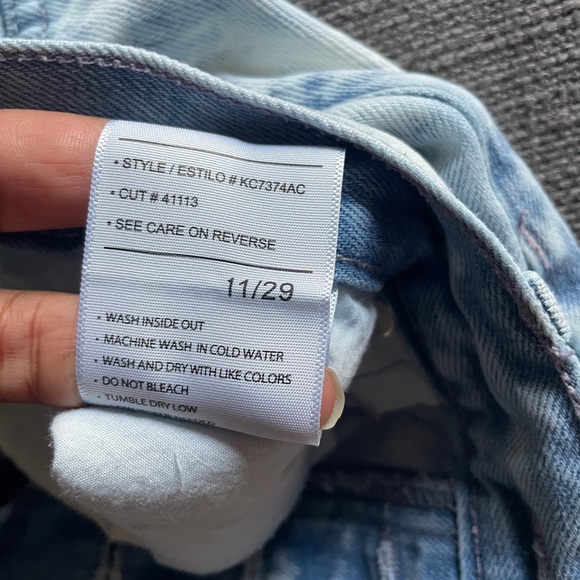 • STYLE / ESTILO # KC7374AC
• CUT # 41113
• SEE CARE ON REVERSE
11/29
• WASH INSIDE OUT
• MACHINE WASH IN COLD WATER
• WASH AND DRY WITH LIKE COLORS
• DO NOT BLEACH
• TUMBLE DRY LOW